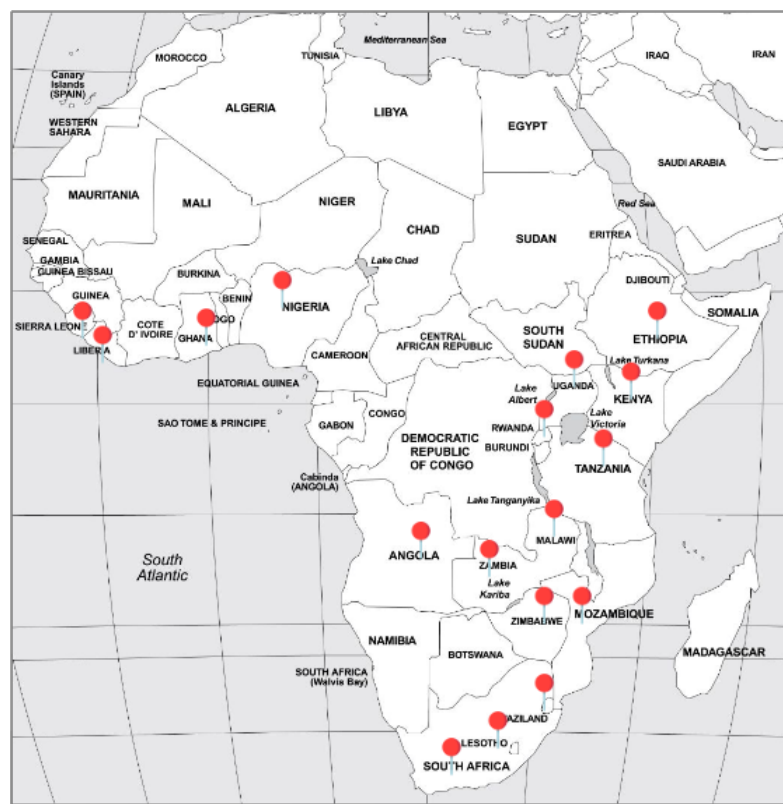 Mediterranean Sea
MOROCCO
TUNISIA
IRAQ
IRAN
Canary
Islands
(SPAIN)
ALGERIA
LIBYA
EGYPT
WESTERN
SAHARA
SAUDI ARABIA
MAURITANIA
MALI
NIGER
CHAD
SUDAN
Red Sea
ERITREA
SENEGAL
GAMBIA
GUINEA BISSAU
Lake Chad
BURKINA
DJIBOUTI
GUINEA
BENIN
NIGERIA
SOMALIA
SIERRA LEONE
COTE
D' IVOIRE
GHANA
OGO
SOUTH
SUDAN
ETHIOPIA
LIBERIA
CENTRAL
AFRICAN REPUBLIC
CAMEROON
Lake Turkana
EQUATORIAL GUINEA
UGANDA
KENYA
Lake
Albert
SAO TOME & PRINCIPE
GABON
CONGO
RWANDA
Lake
Victoria
DEMOCRATIC
REPUBLIC
OF CONGO
BURUNDI
TANZANIA
Cabinda
(ANGOLA)
Lake Tanganyika
South
Atlantic
ANGOLA
MALAWI
ZAMBIA
Lake
Kariba
MOZAMBIQUE
ZIMBABWE
NAMIBIA
BOTSWANA
MADAGASCAR
SOUTH AFRICA
(Walvis Bay)
AZILAND
LESOTHO
SOUTH AFRICA